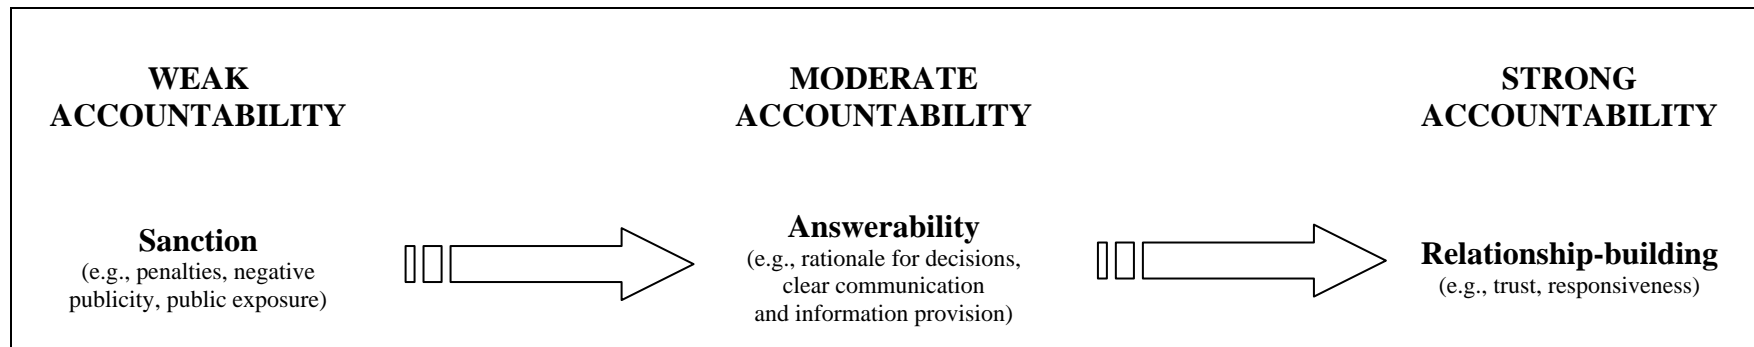 WEAK
ACCOUNTABILITY
MODERATE
ACCOUNTABILITY
STRONG
ACCOUNTABILITY
Sanction
(e.g., penalties, negative
publicity, public exposure)
Answerability
(e.g., rationale for decisions,
clear communication
and information provision)
Relationship-building
(e.g., trust, responsiveness)